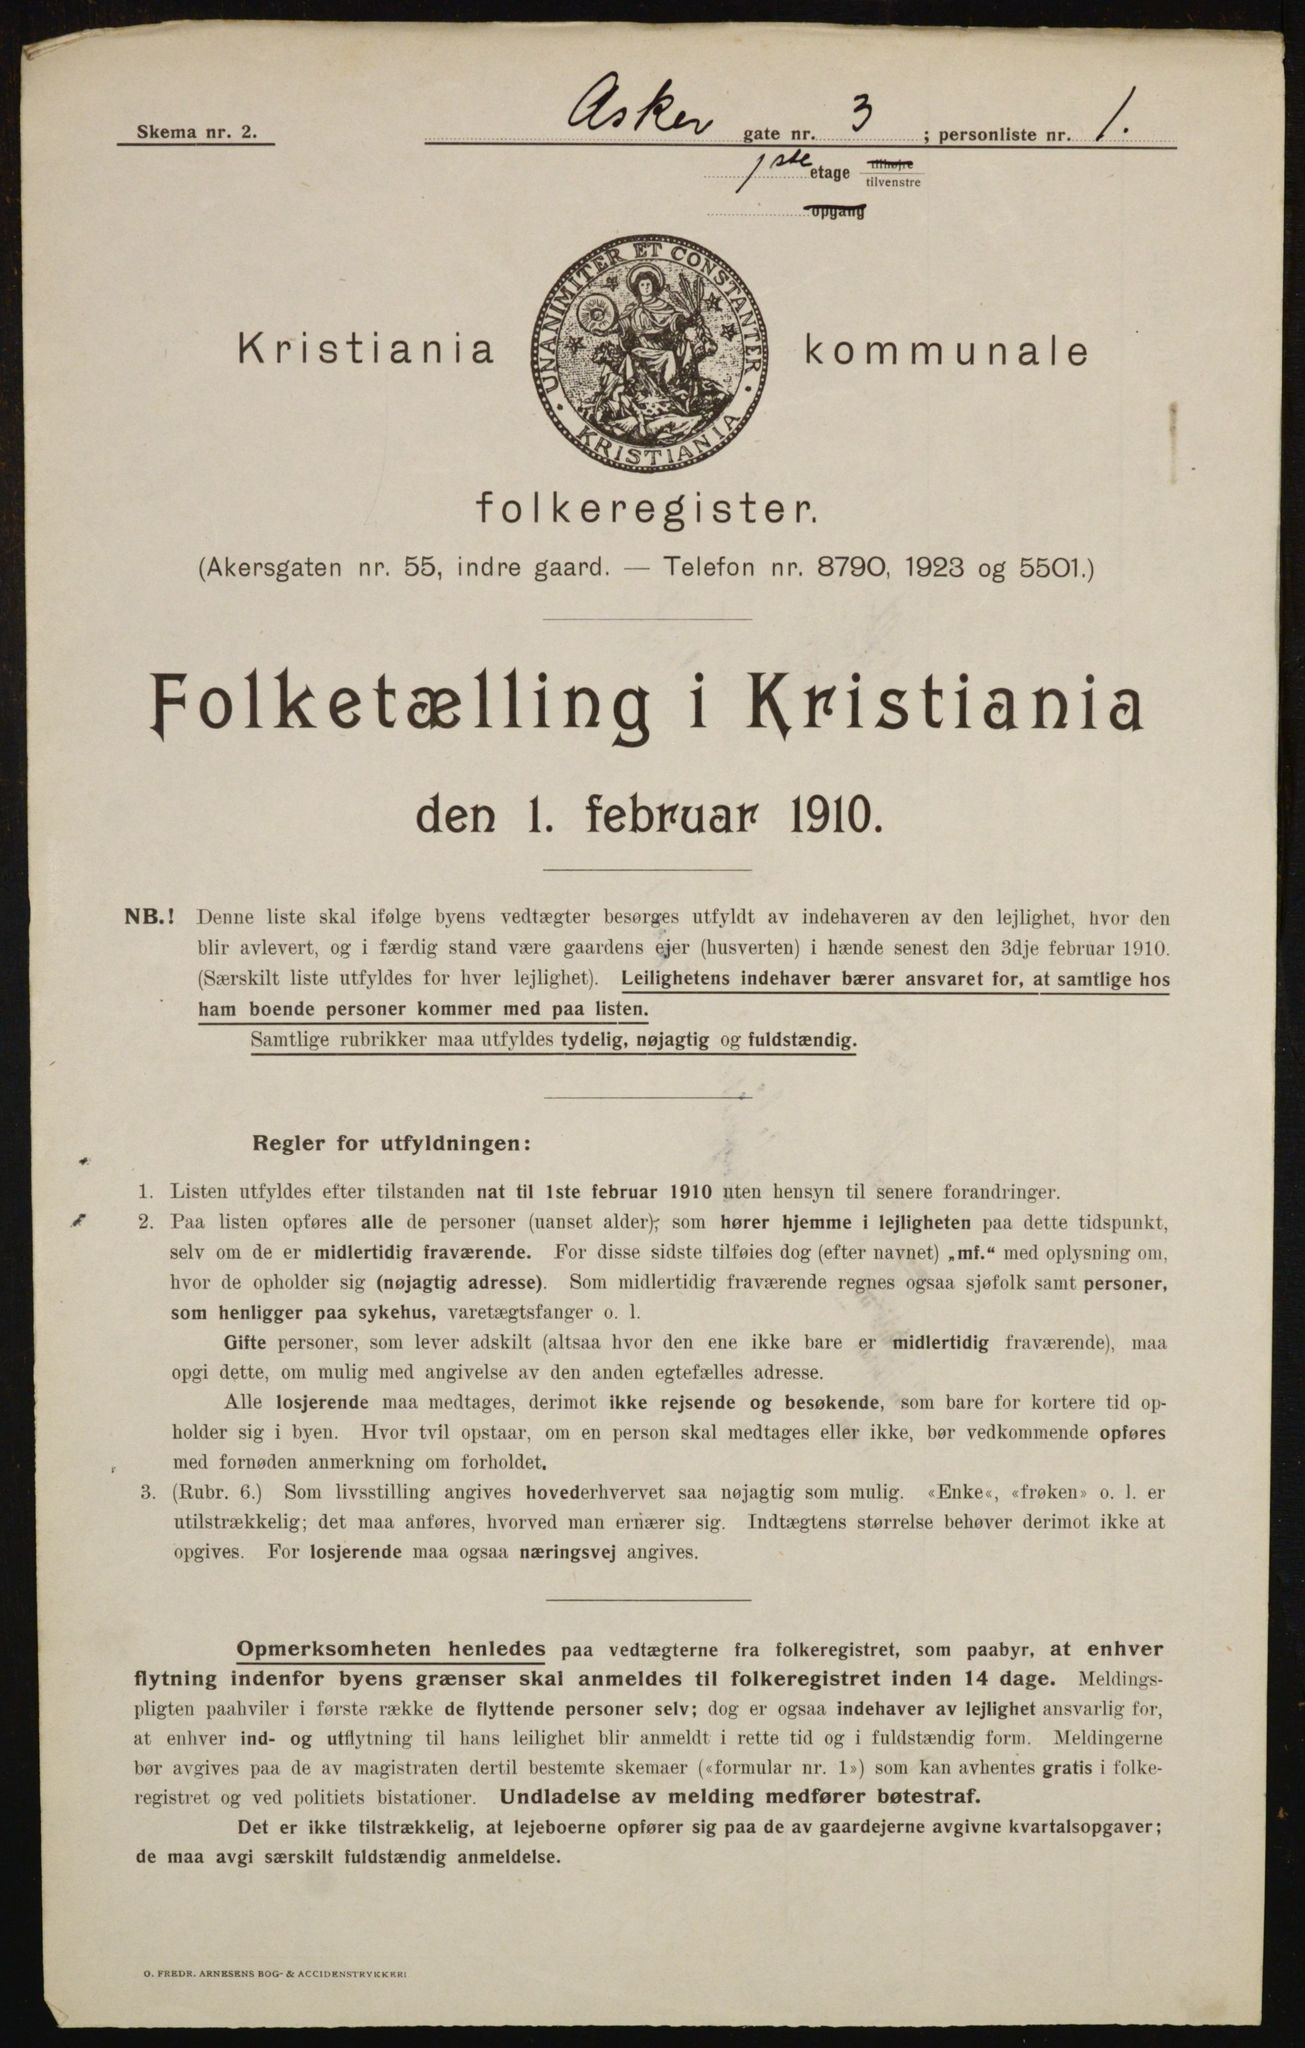 Skema nr. 2.
Asker gate nr. 3 ; personliste nr. 1.
1ste etage tilhøjre
tilvenstre
opgang
UNANIMITER ET CONSTANTER · KRISTIANIA ·
Kristiania kommunale
folkeregister.
(Akersgaten nr. 55, indre gaard. — Telefon nr. 8790, 1923 og 5501.)
Folketælling i Kristiania
den 1. februar 1910.
NB.! Denne liste skal ifølge byens vedtægter besørges utfyldt av indehaveren av den lejlighet, hvor den
blir avlevert, og i færdig stand være gaardens ejer (husverten) i hænde senest den 3dje februar 1910.
(Særskilt liste utfyldes for hver lejlighet). Leilighetens indehaver bærer ansvaret for, at samtlige hos
ham boende personer kommer med paa listen.
Samtlige rubrikker maa utfyldes tydelig, nøjagtig og fuldstændig.
Regler for utfyldningen:
1. Listen utfyldes efter tilstanden nat til 1ste februar 1910 uten hensyn til senere forandringer.
2. Paa listen opføres alle de personer (uanset alder), som hører hjemme i lejligheten paa dette tidspunkt,
selv om de er midlertidig fraværende. For disse sidste tilføies dog (efter navnet) „mf.“ med oplysning om,
hvor de opholder sig (nøjagtig adresse). Som midlertidig fraværende regnes ogsaa sjøfolk samt personer,
som henligger paa sykehus, varetægtsfanger o. l.
Gifte personer, som lever adskilt (altsaa hvor den ene ikke bare er midlertidig fraværende), maa
opgi dette, om mulig med angivelse av den anden egtefælles adresse.
Alle losjerende maa medtages, derimot ikke rejsende og besøkende, som bare for kortere tid op-
holder sig i byen. Hvor tvil opstaar, om en person skal medtages eller ikke, bør vedkommende opføres
med fornøden anmerkning om forholdet.
3. (Rubr. 6.) Som livsstilling angives hovederhvervet saa nøjagtig som mulig. «Enke«, «frøken» o. l. er
utilstrækkelig; det maa anføres, hvorved man ernærer sig. Indtægtens størrelse behøver derimot ikke at
opgives. For losjerende maa ogsaa næringsvej angives.
Opmerksomheten henledes paa vedtægterne fra folkeregistret, som paabyr, at enhver
flytning indenfor byens grænser skal anmeldes til folkeregistret inden 14 dage. Meldings-
pligten paahviler i første række de flyttende personer selv; dog er ogsaa indehaver av lejlighet ansvarlig for,
at enhver ind- og utflytning til hans leilighet blir anmeldt i rette tid og i fuldstændig form. Meldingerne
bør avgives paa de av magistraten dertil bestemte skemaer («formular nr. 1») som kan avhentes gratis i folke-
registret og ved politiets bistationer. Undladelse av melding medfører bøtestraf.
Det er ikke tilstrækkelig, at lejeboerne opfører sig paa de av gaardejerne avgivne kvartalsopgaver;
de maa avgi særskilt fuldstændig anmeldelse.
O. FREDR. ARNESENS BOG- & ACCIDENSTRYKKERI